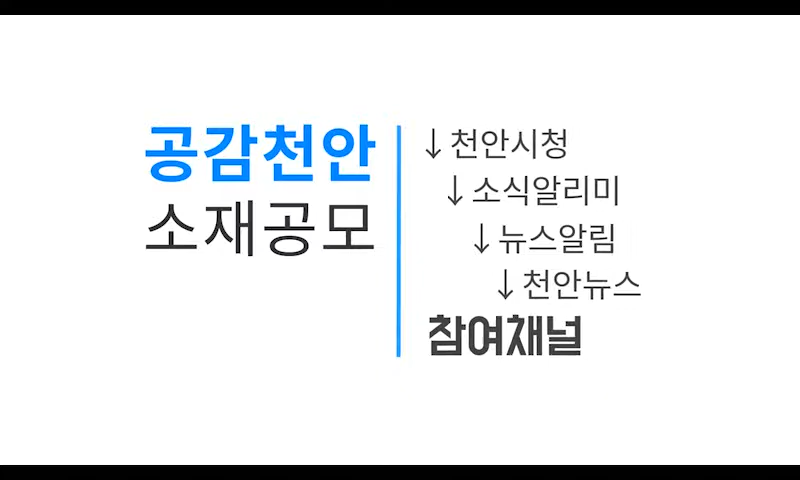 공감천안
소재공모
↓천안시청
↓소식알리미
↓뉴스알림
↓천안뉴스
참여채널